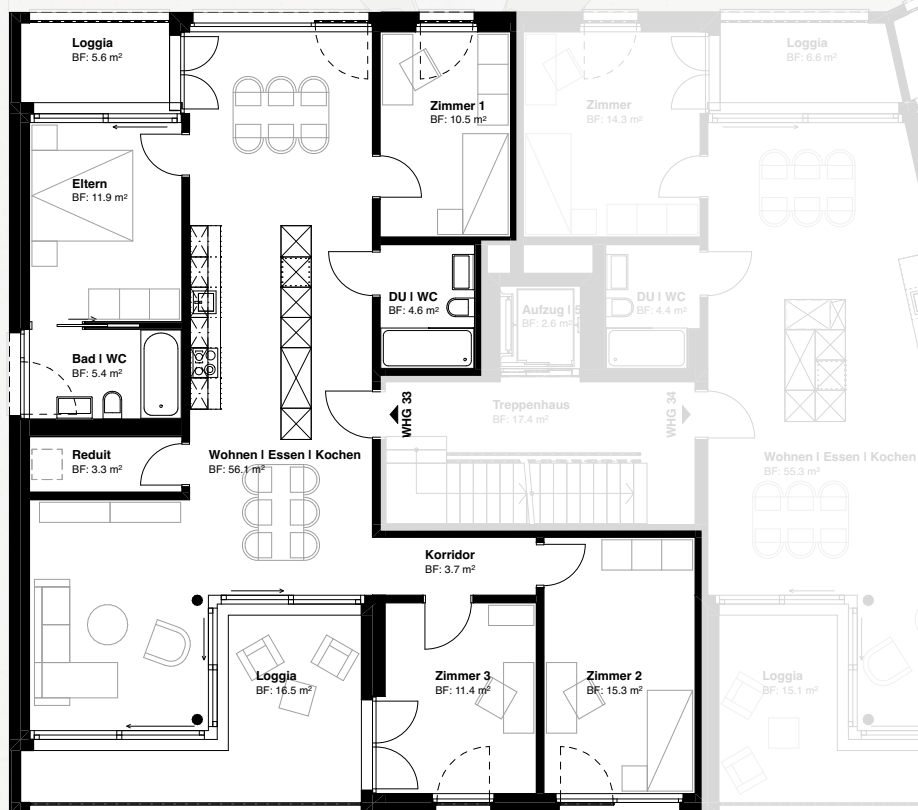 Loggia
BF: 5.6 m²
Zimmer 1
BF: 10.5 m²
Zimmer
BF: 14.3 m²
Loggia
BF: 6.6 m²
Eltern
BF: 11.9 m²
DU I WC
BF: 4.6 m²
Aufzug I
BF: 2.6 m²
DU I WC
BF: 4.4 m²
Bad I WC
BF: 5.4 m²
WHG 33
Treppenhaus
BF: 17.4 m²
WHG 34
Reduit
BF: 3.3 m²
Wohnen I Essen I Kochen
BF: 56.1 m²
Wohnen I Essen I Kochen
BF: 55.3 m²
Korridor
BF: 3.7 m²
Loggia
BF: 16.5 m²
Zimmer 3
BF: 11.4 m²
Zimmer 2
BF: 15.3 m²
Loggia
BF: 15.1 m²